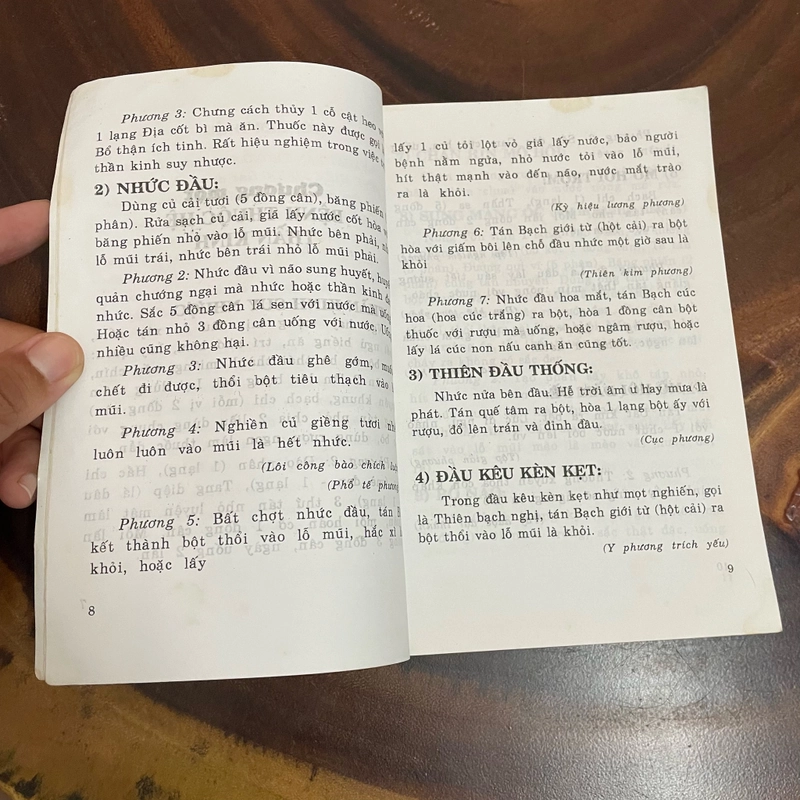 Phương 3: Chưng cách thủy 1 cỗ cật heo
1 lạng Địa cốt bì mà ăn. Thuốc này được gọi
Bổ thận ích tinh. Rất hiệu nghiệm trong việc
thần kinh suy nhược.
2) NHỨC ĐẦU:
Dùng củ cải tươi (5 đồng cân), băng phiến
phân). Rửa sạch củ cải, giá lấy nước cốt hòa
băng phiến nhỏ vào lỗ mũi. Nhức bên phải,
lỗ mũi trái, nhức bên trái nhỏ lỗ mũi phải.
Phương 2: Nhức đầu vì não sung huyết,
quản chướng ngại mà nhức hoặc thần kinh
nhức. Sắc 5 đồng cân lá sen với nước mà uống
Hoặc tán nhỏ 3 đồng cân uống với nước.
nhiều cũng không hại.
Phương 3: Nhức đầu ghê gớm,
chết đi được, thổi bột tiêu thạch vào
mũi.
Phương 4: Nghiền củ giềng tươi
luôn luôn vào mũi là hết nhức.
(Lôi công bào chích
(Phổ tế phương
Phương 5: Bất chợt nhức đầu, tán
kết thành bột thổi vào lỗ mũi, hắc xì
khỏi, hoặc lấy
8
lấy 1 củ tỏi lột vỏ giá lấy nước, bảo người
bệnh nằm ngửa, nhỏ nước tỏi vào lỗ mũi,
hít thật mạnh vào đến não, nước mắt trào
ra là khỏi.
(Kỳ hiệu lương phương)
Phương 6: Tán Bạch giới tử (hột cải) ra bột
hòa với giấm bôi lên chỗ đầu nhức một giờ sau là
khỏi
(Thiên kim phương)
Phương 7: Nhức đầu hoa mắt, tán Bạch cúc
hoa (hoa cúc trắng) ra bột, hòa 1 đồng cân bột
thuốc với rượu mà uống, hoặc ngâm rượu, hoặc
lấy lá cúc non nấu canh ăn cũng tốt.
3) THIÊN ĐẦU THỐNG:
Nhức nửa bên đầu. Hễ trời âm u hay mưa là
phát. Tán quế tâm ra bột, hòa 1 lạng bột ấy với
rượu, đổ lên trán và đỉnh đầu.
(Cục phương)
4) ĐẦU KÊU KÈN KẸT:
Trong đầu kêu kèn kẹt như mọt nghiến, gọi
là Thiên bạch nghị, tán Bạch giới tử (hột cải) ra
bột thổi vào lỗ mũi là khỏi.
(Y phương trích yếu)
9